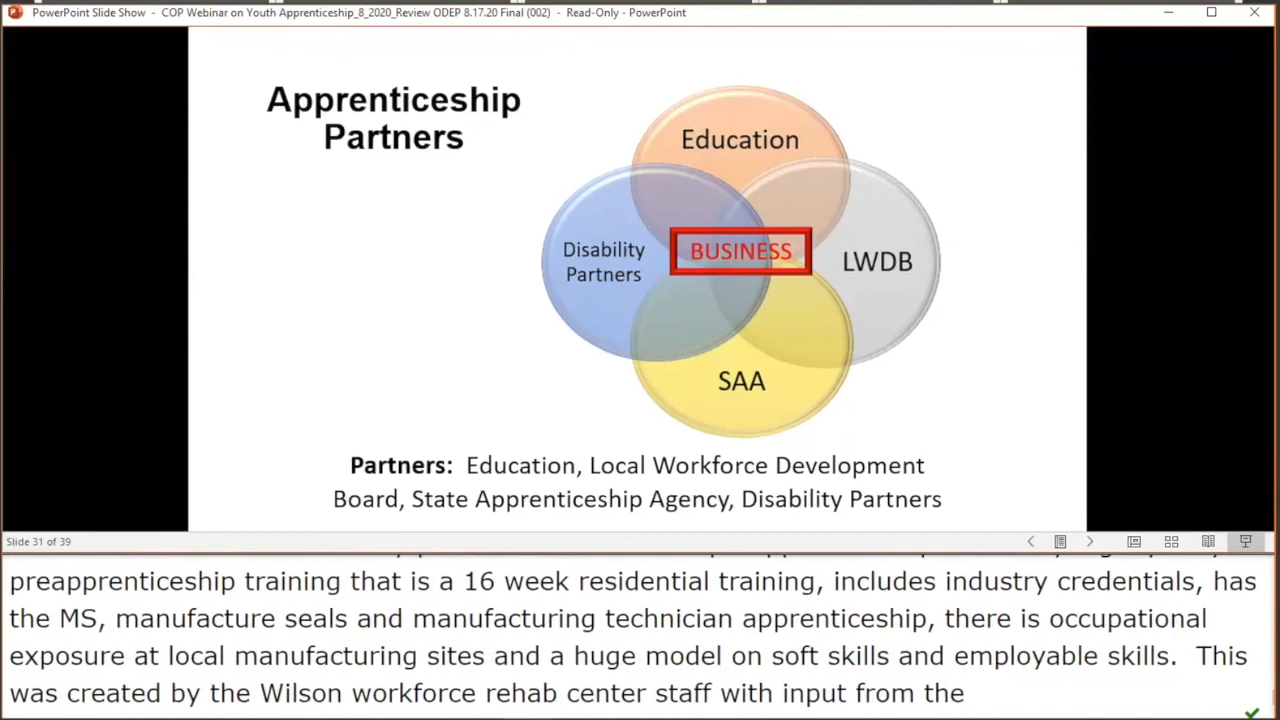 PowerPoint Slide Show - COP Webinar on Youth Apprenticeship_8_2020_Review ODEP 8.17.20 Final (002) - Read-Only - PowerPoint
Apprenticeship
Partners
Education
Disability
Partners
BUSINESS
LWDB
SAA
Partners: Education, Local Workforce Development
Board, State Apprenticeship Agency, Disability Partners
Slide 31 of 39
preapprenticeship training that is a 16 week residential training, includes industry credentials, has
the MS, manufacture seals and manufacturing technician apprenticeship, there is occupational
exposure at local manufacturing sites and a huge model on soft skills and employable skills. This
was created by the Wilson workforce rehab center staff with input from the